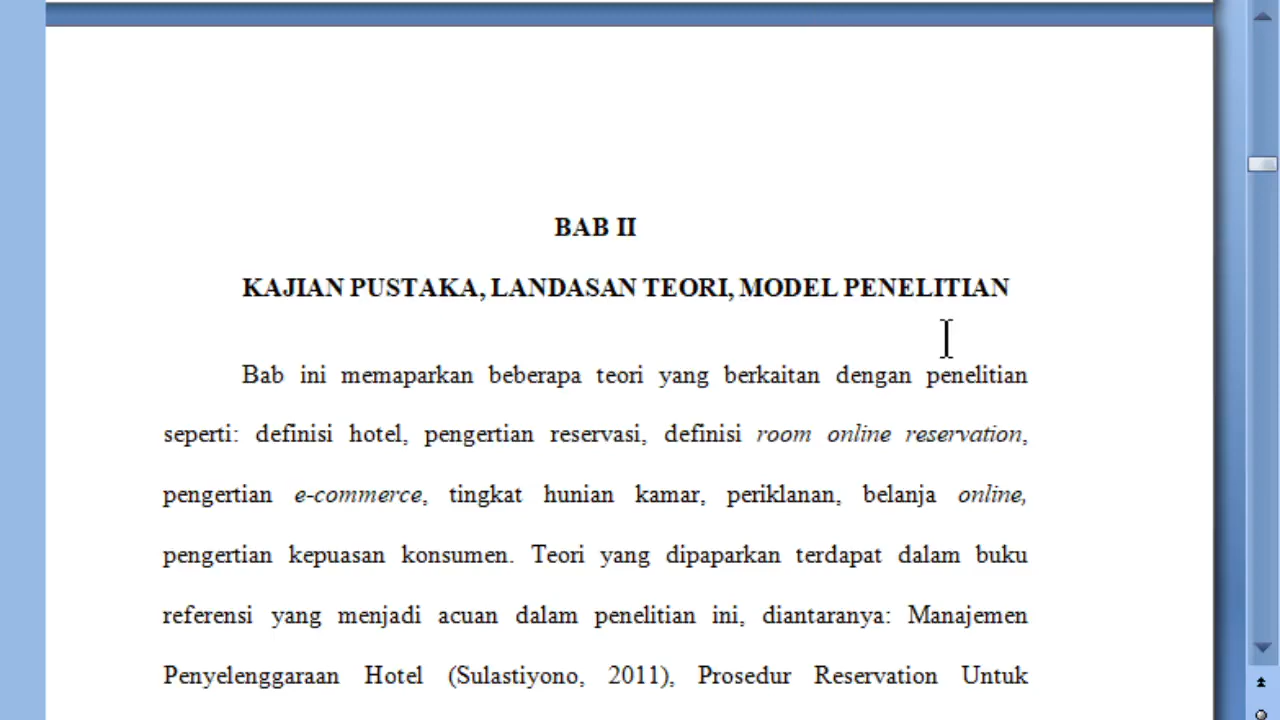 BAB II
KAJIAN PUSTAKA, LANDASAN TEORI, MODEL PENELITIAN
Bab ini memaparkan beberapa teori yang berkaitan dengan penelitian
seperti: definisi hotel, pengertian reservasi, definisi room online reservation,
pengertian e-commerce, tingkat hunian kamar, periklanan, belanja online,
pengertian kepuasan konsumen. Teori yang dipaparkan terdapat dalam buku
referensi yang menjadi acuan dalam penelitian ini, diantaranya: Manajemen
Penyelenggaraan Hotel (Sulastiyono, 2011), Prosedur Reservation Untuk